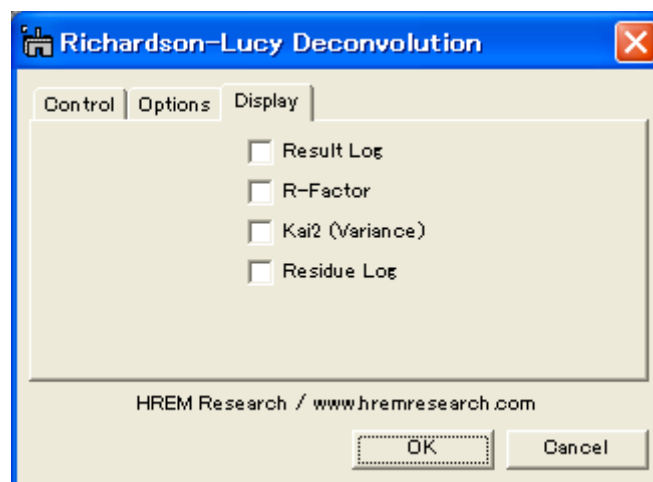 Richardson-Lucy Deconvolution
Control Options Display
Result Log
R-Factor
Kai2 (Variance)
Residue Log
HREM Research / www.hremresearch.com
OK Cancel